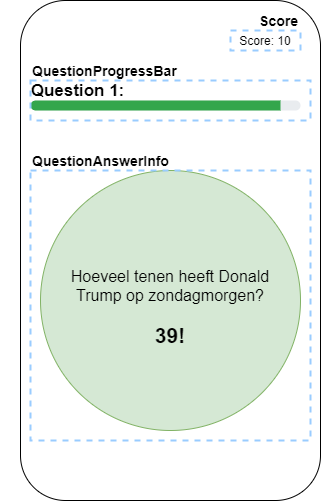 Score
Score: 10
QuestionProgressBar
Question 1:
QuestionAnswerInfo
Hoeveel tenen heeft Donald
Trump op zondagmorgen?
39!